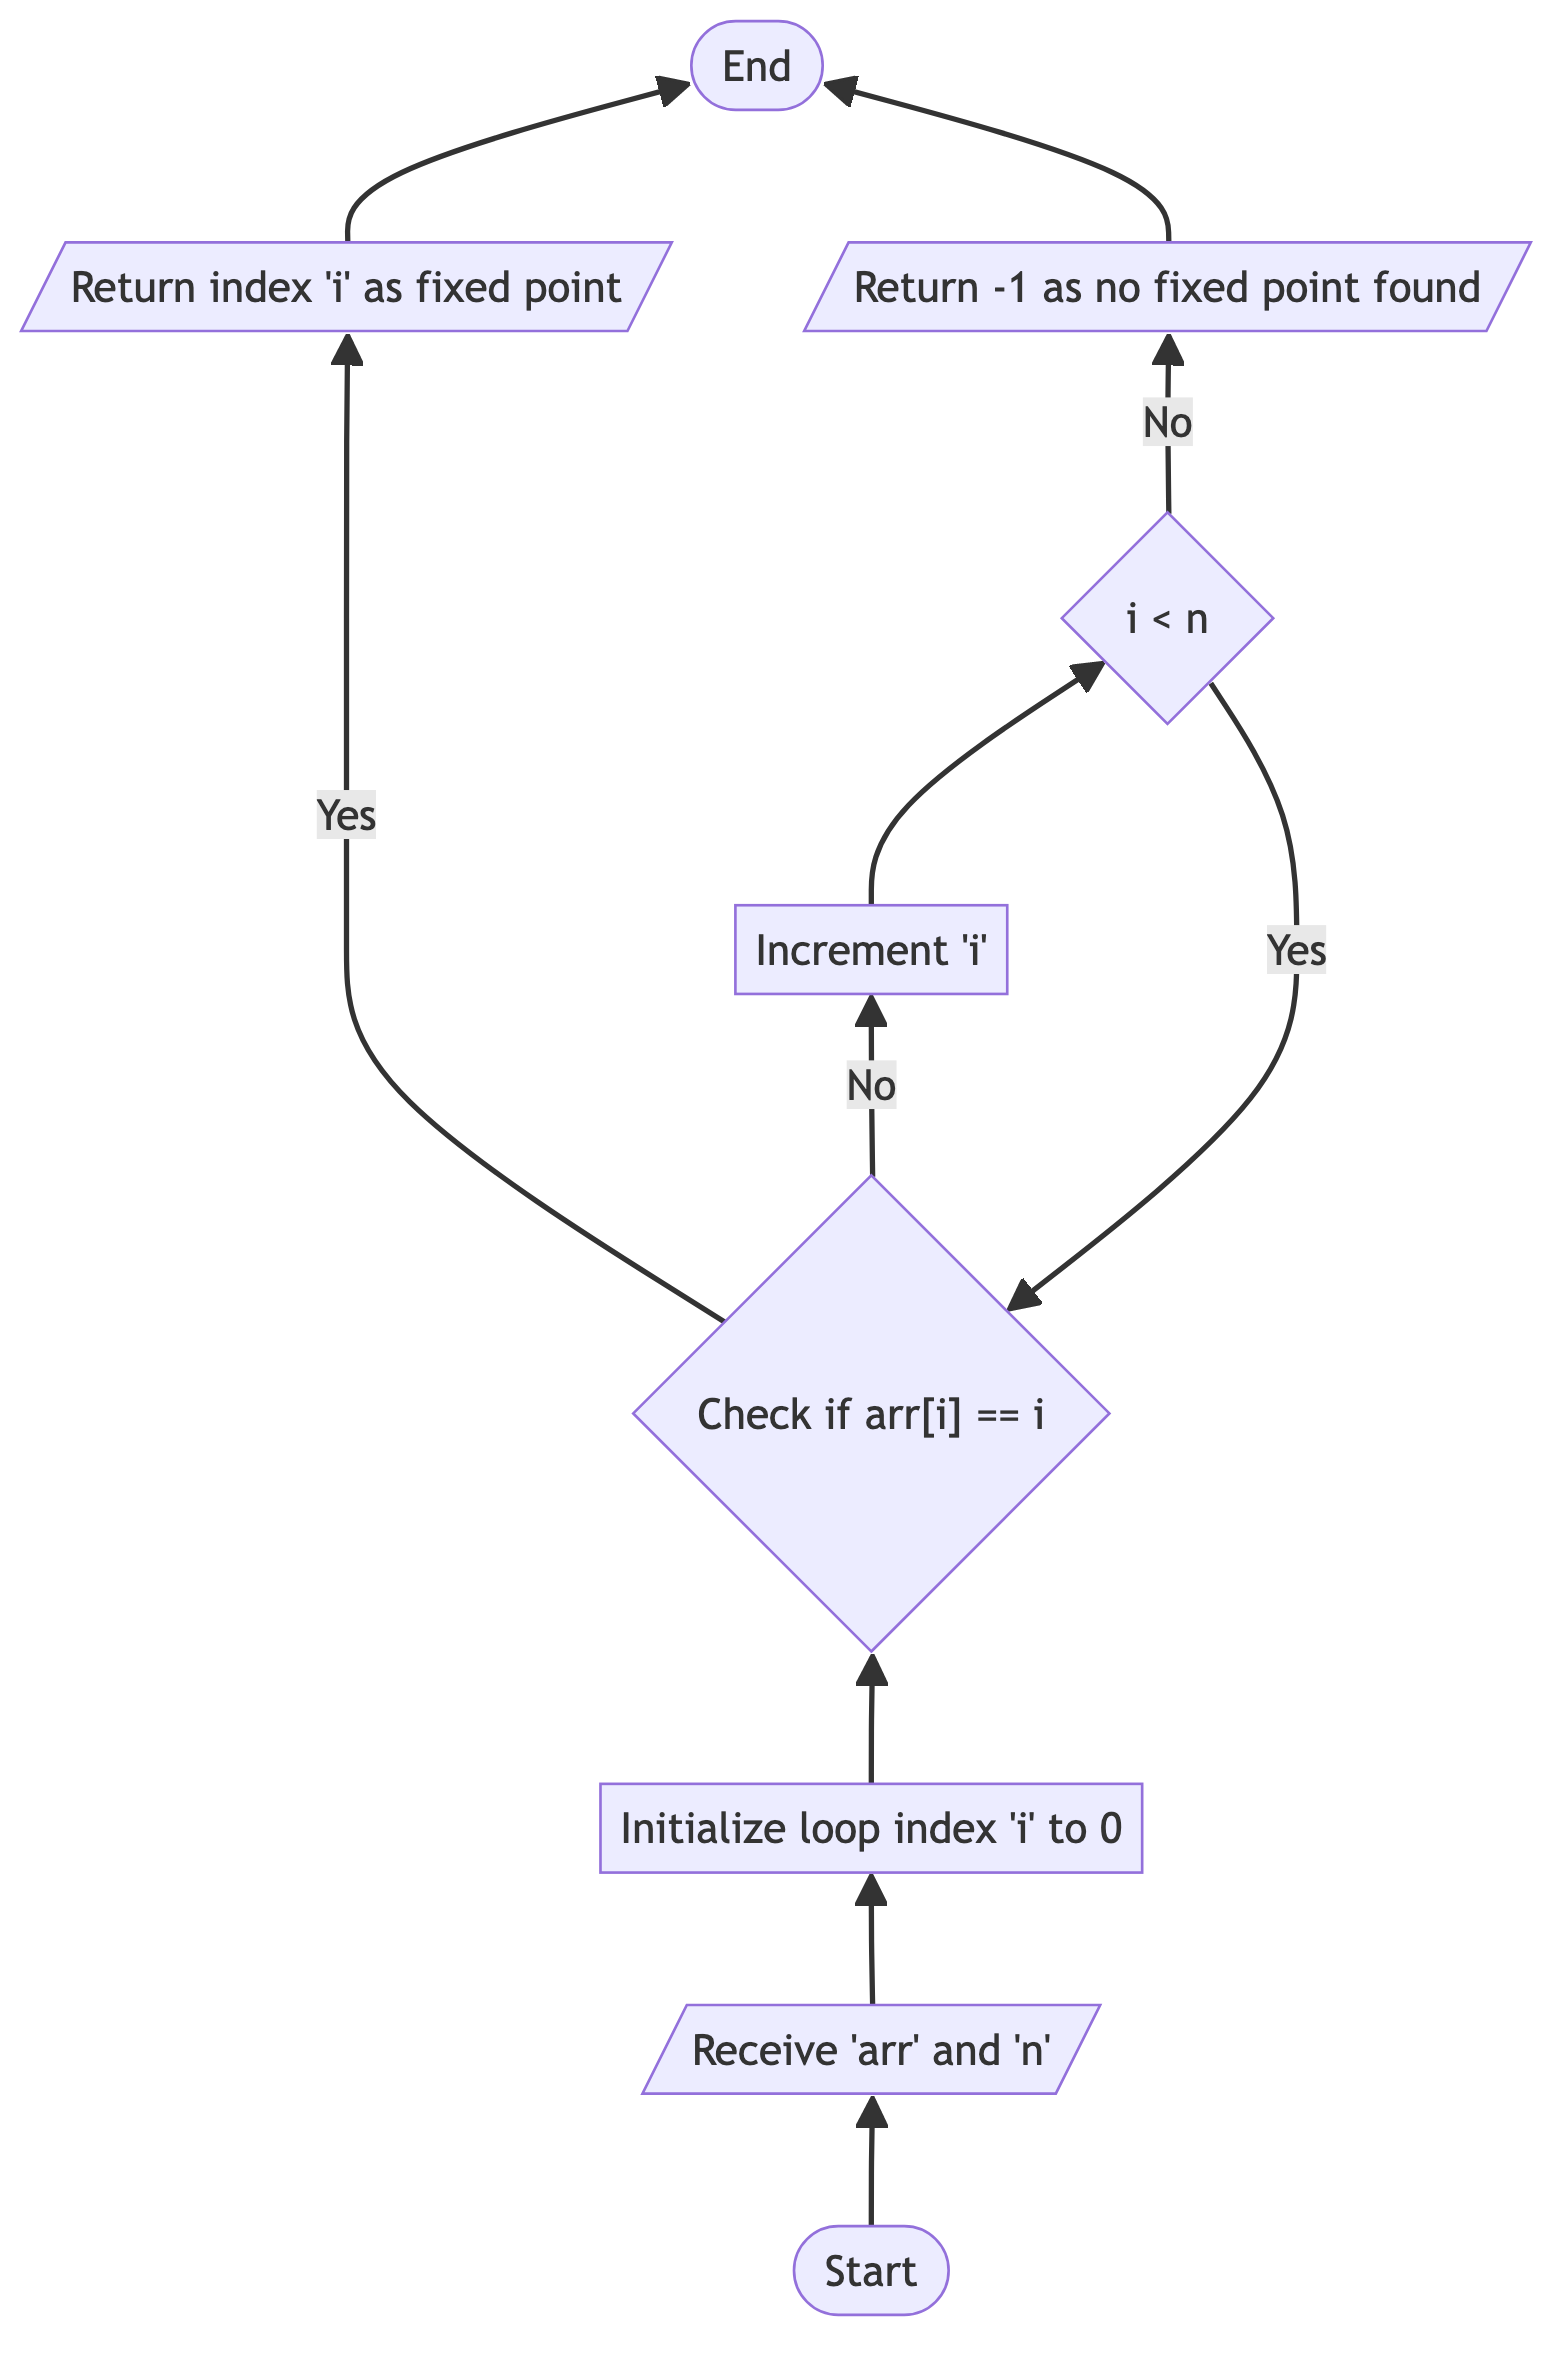 End
Return index 'i' as fixed point
Return -1 as no fixed point found
No
i < n
Yes
Increment 'i'
Yes
No
Check if arr[i] == i
Initialize loop index 'i' to 0
Receive 'arr' and 'n'
Start